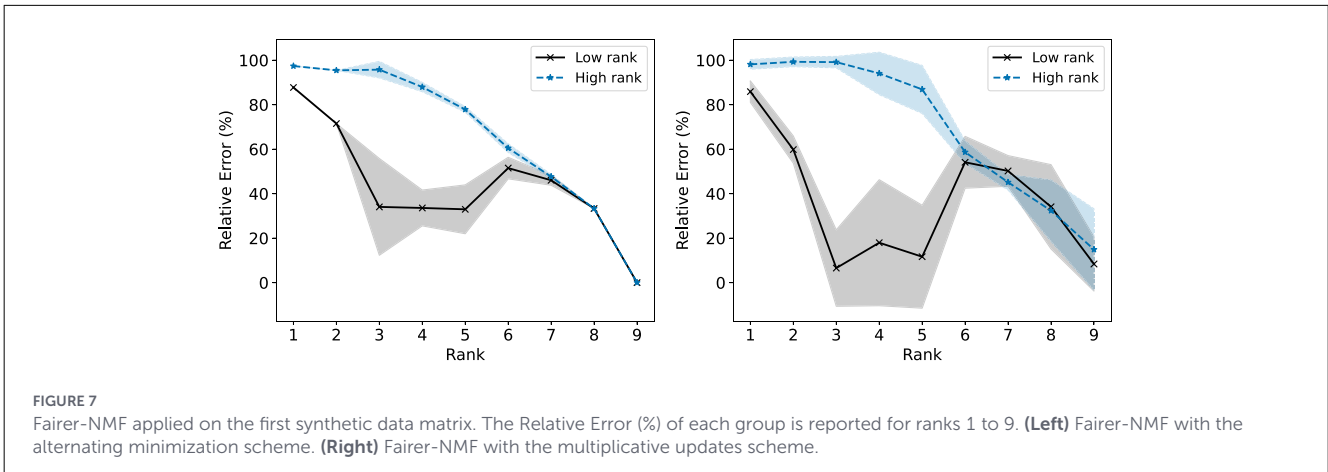 Low rank
High rank
100
80
60
40
20
0
Relative Error (%)
1 2 3 4 5 6 7 8 9
Rank
Low rank
High rank
100
80
60
40
20
0
Relative Error (%)
1 2 3 4 5 6 7 8 9
Rank
FIGURE 7
Fairer-NMF applied on the first synthetic data matrix. The Relative Error (%) of each group is reported for ranks 1 to 9. (Left) Fairer-NMF with the
alternating minimization scheme. (Right) Fairer-NMF with the multiplicative updates scheme.